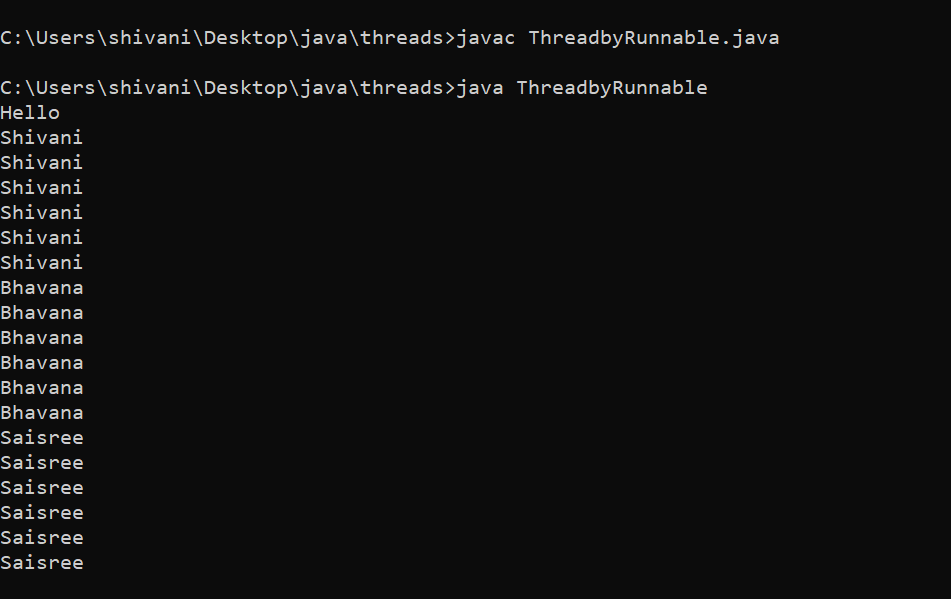 C:\Users\shivani\Desktop\java\threads>javac ThreadbyRunnable.java
C:\Users\shivani\Desktop\java\threads>java ThreadbyRunnable
Hello
Shivani
Shivani
Shivani
Shivani
Shivani
Shivani
Bhavana
Bhavana
Bhavana
Bhavana
Bhavana
Bhavana
Saisree
Saisree
Saisree
Saisree
Saisree
Saisree